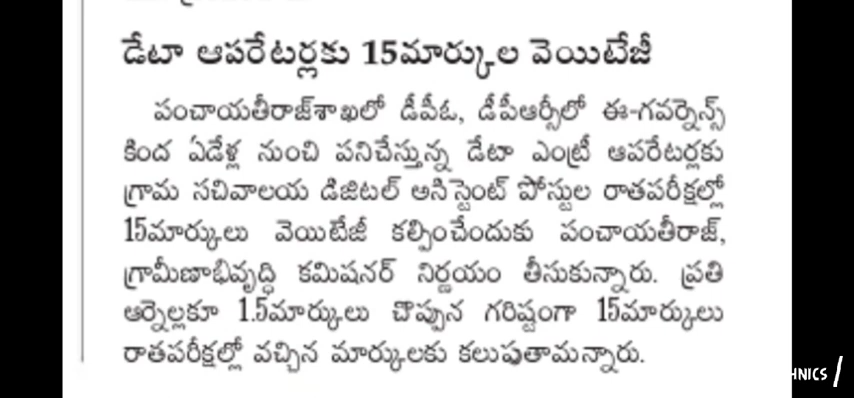 డేటా ఆపరేటర్లకు 15మార్కుల వెయిటేజీ
పంచాయతీరాజ్‌శాఖలో డీపీఓ, డీపీఆర్సీలో ఈ-గవర్నెన్స్
కింద ఏడేళ్ల నుంచి పనిచేస్తున్న డేటా ఎంట్రీ ఆపరేటర్లకు
గ్రామ సచివాలయ డిజిటల్ అసిస్టెంట్ పోస్టుల రాతపరీక్షల్లో
15మార్కులు వెయిటేజీ కల్పించేందుకు పంచాయతీరాజ్,
గ్రామీణాభివృద్ధి కమిషనర్ నిర్ణయం తీసుకున్నారు. ప్రతి
ఆర్నెల్లకూ 1.5మార్కులు చొప్పున గరిష్టంగా 15మార్కులు
రాతపరీక్షల్లో వచ్చిన మార్కులకు కలుపుతామన్నారు.
HNICS /